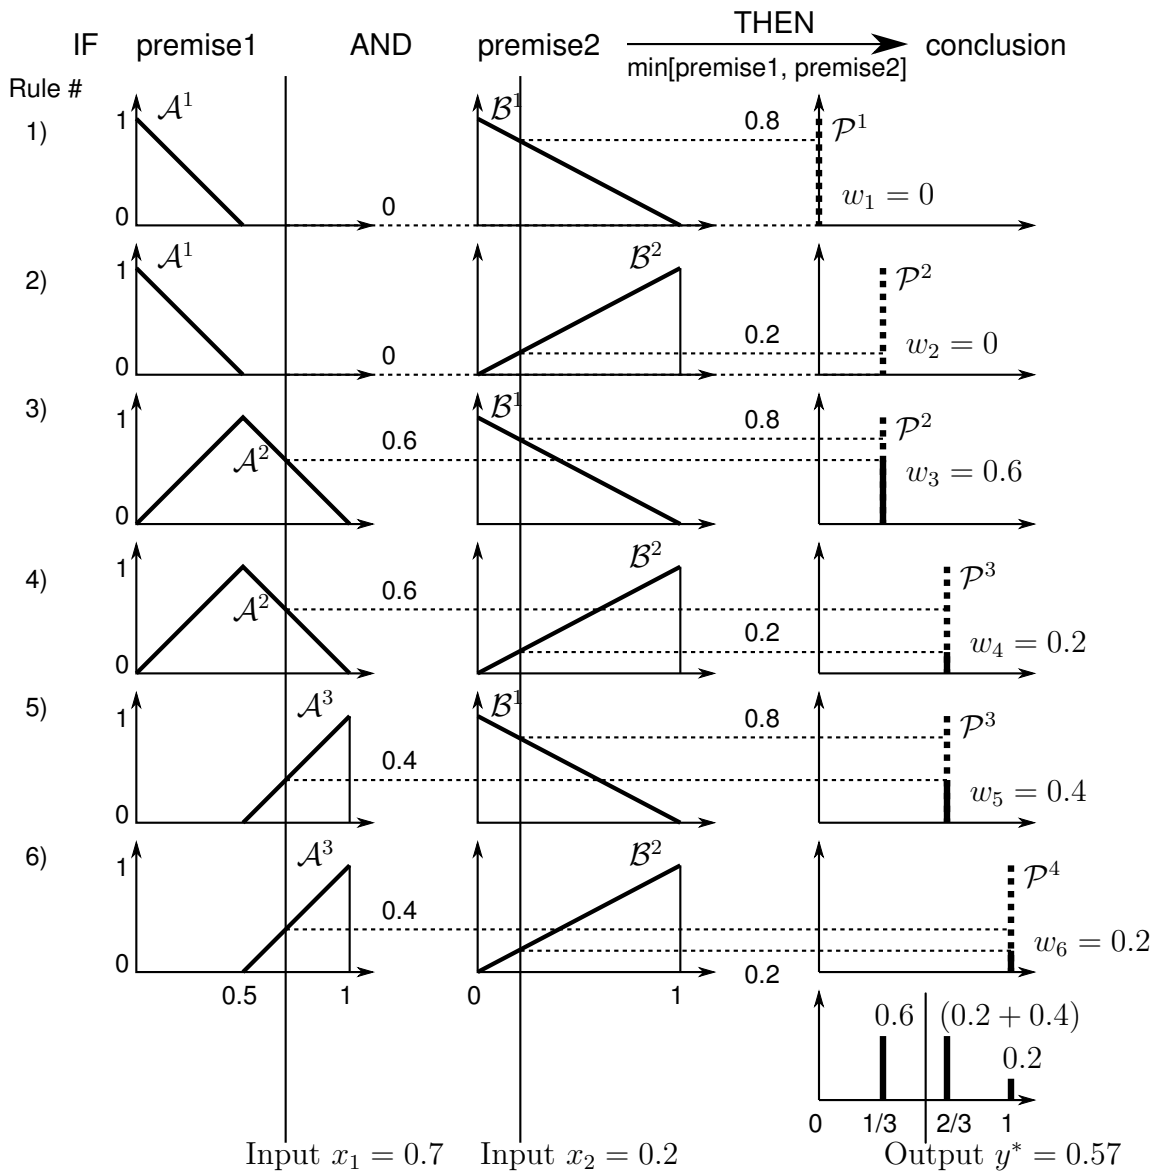 IF premise1 AND premise2 THEN conclusion
min[premise1, premise2]
Rule #
1) 1 0 𝒜¹ 0 ℬ¹ 0.8 𝒫¹ w₁ = 0
2) 1 0 𝒜¹ 0 ℬ² 0.2 𝒫² w₂ = 0
3) 1 0 𝒜² 0.6 ℬ¹ 0.8 𝒫² w₃ = 0.6
4) 1 0 𝒜² 0.6 ℬ² 0.2 𝒫³ w₄ = 0.2
5) 1 0 𝒜³ 0.4 ℬ¹ 0.8 𝒫³ w₅ = 0.4
6) 1 0 𝒜³ 0.4 ℬ² 0.2 𝒫⁴ w₆ = 0.2
0.5 1 0 1
0.6 (0.2 + 0.4)
0.2
0 1/3 2/3 1
Input x₁ = 0.7 Input x₂ = 0.2 Output y* = 0.57